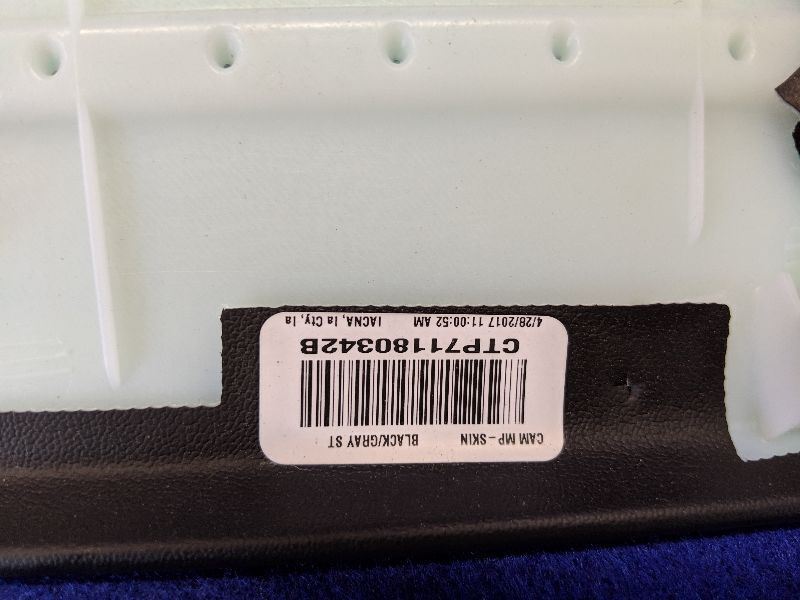 CAM MP - SKIN BLACK/GRAY ST
CTP71180342B
4/28/2017 11:00:52 AM IACNA, Ia Cty, Ia